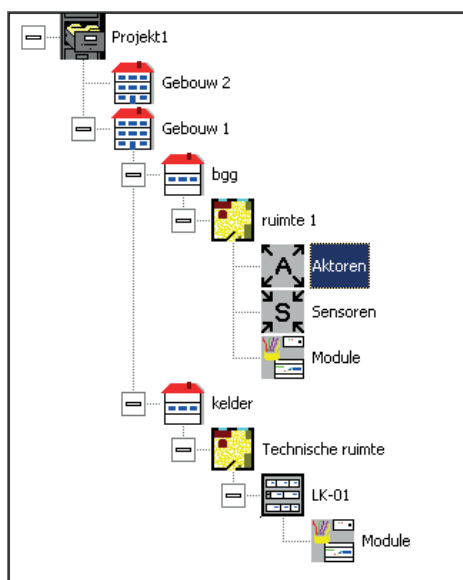 Projekt1
Gebouw 2
Gebouw 1
bgg
ruimte 1
A Aktoren
S Sensoren
Module
kelder
Technische ruimte
LK-01
Module